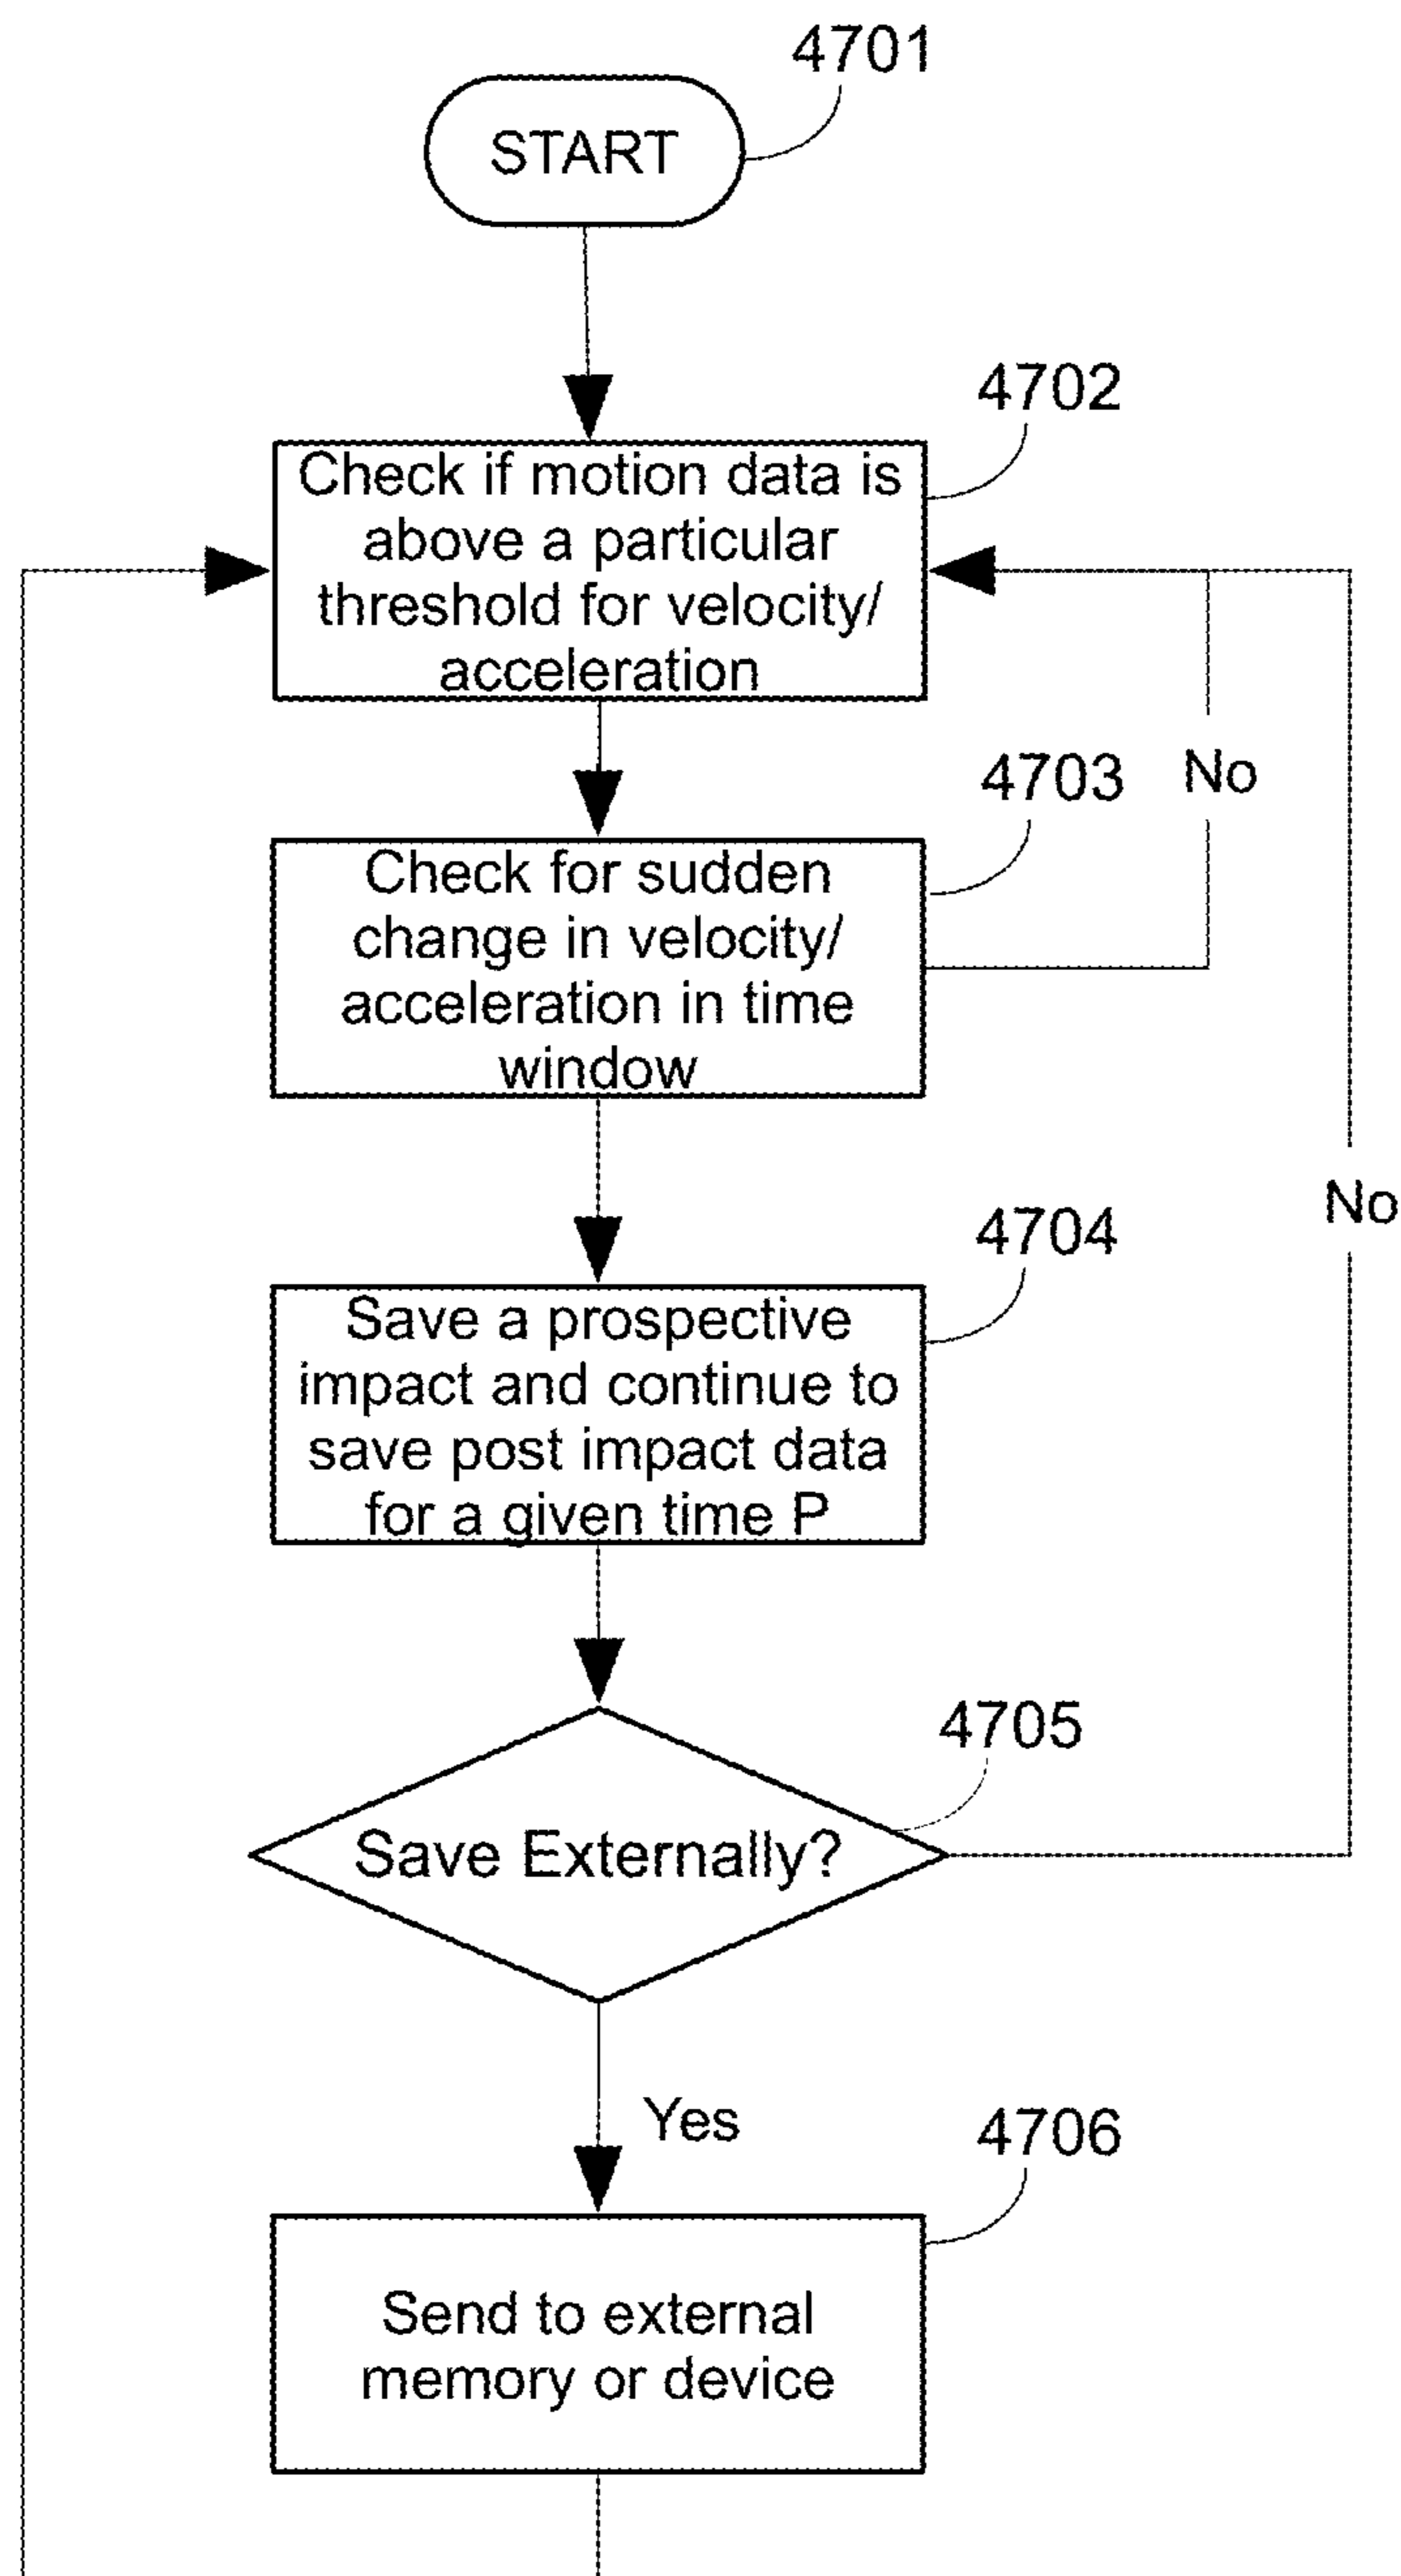 4701
START
4702
Check if motion data is
above a particular
threshold for velocity/
acceleration
4703
No
Check for sudden
change in velocity/
acceleration in time
window
No
4704
Save a prospective
impact and continue to
save post impact data
for a given time P
4705
Save Externally?
Yes
4706
Send to external
memory or device